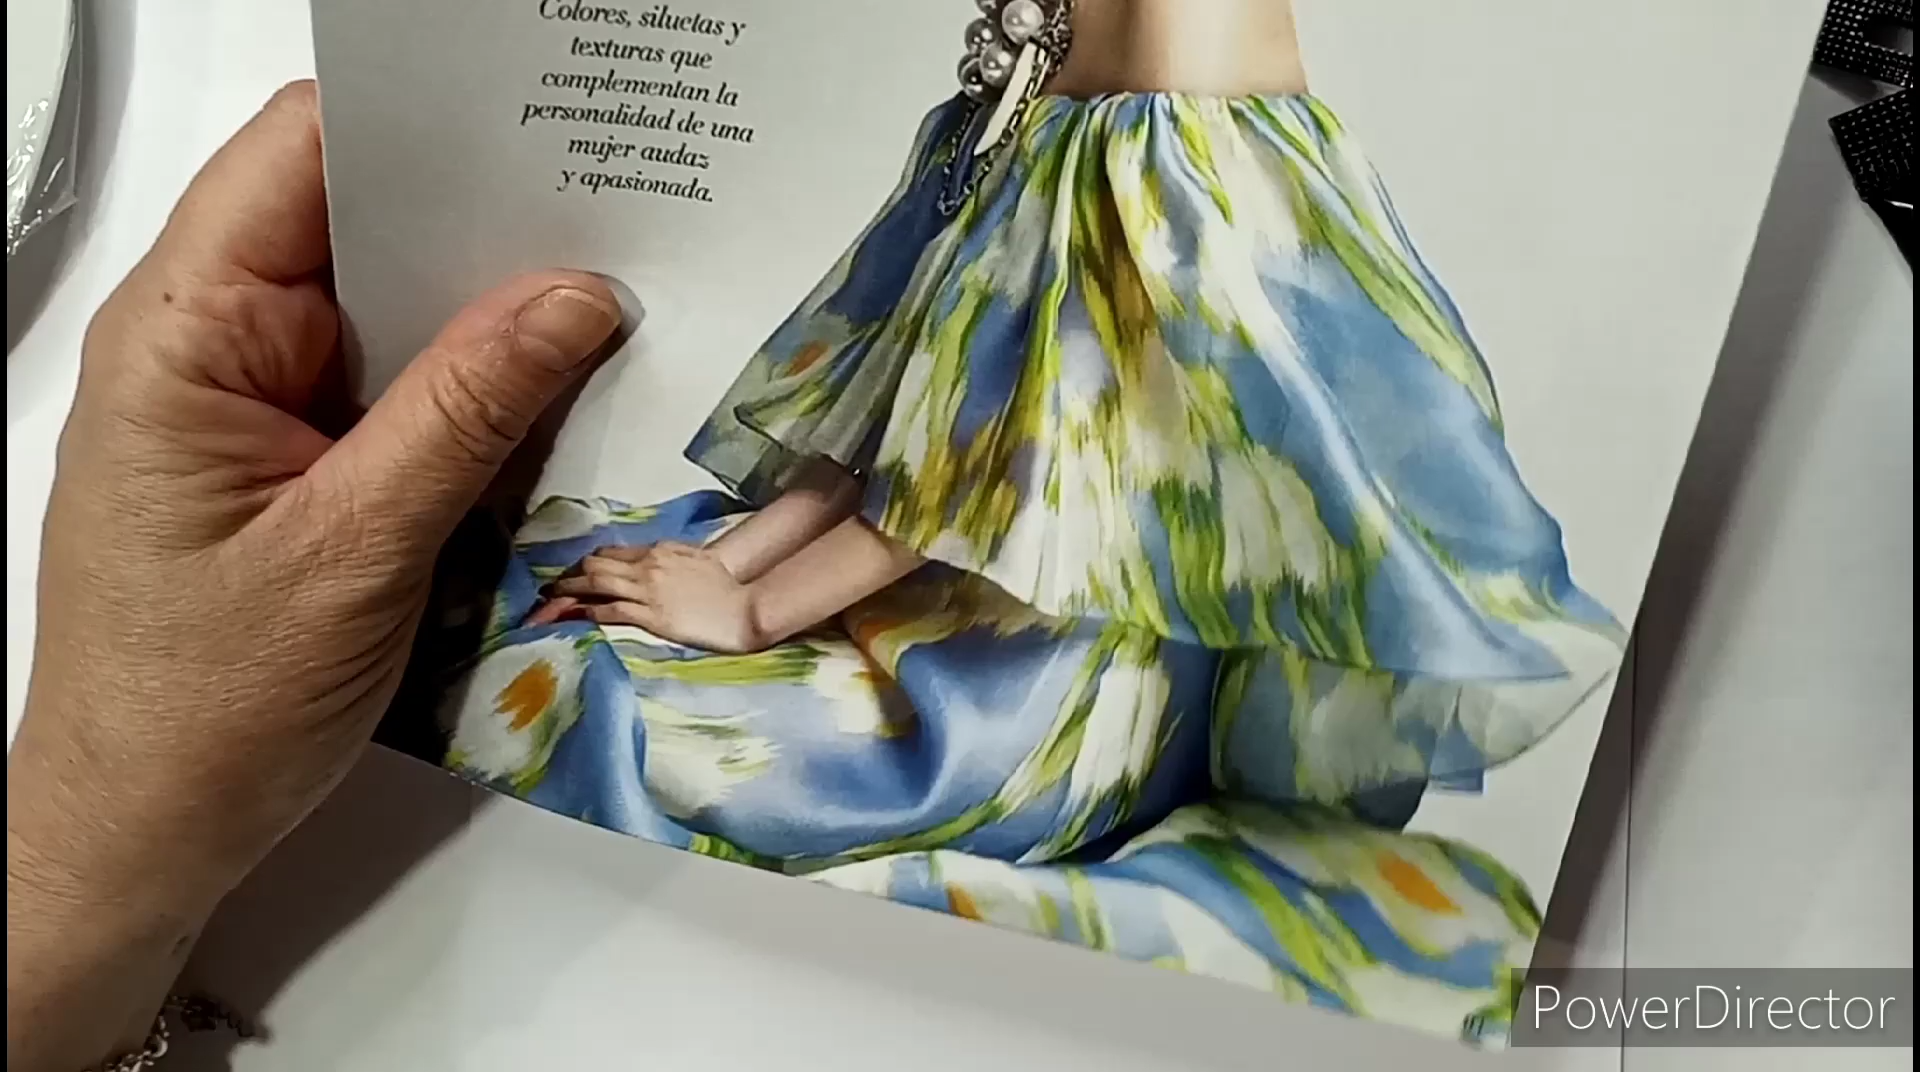 Colores, siluetas y
texturas que
complementan la
personalidad de una
mujer audaz
y apasionada.
PowerDirector